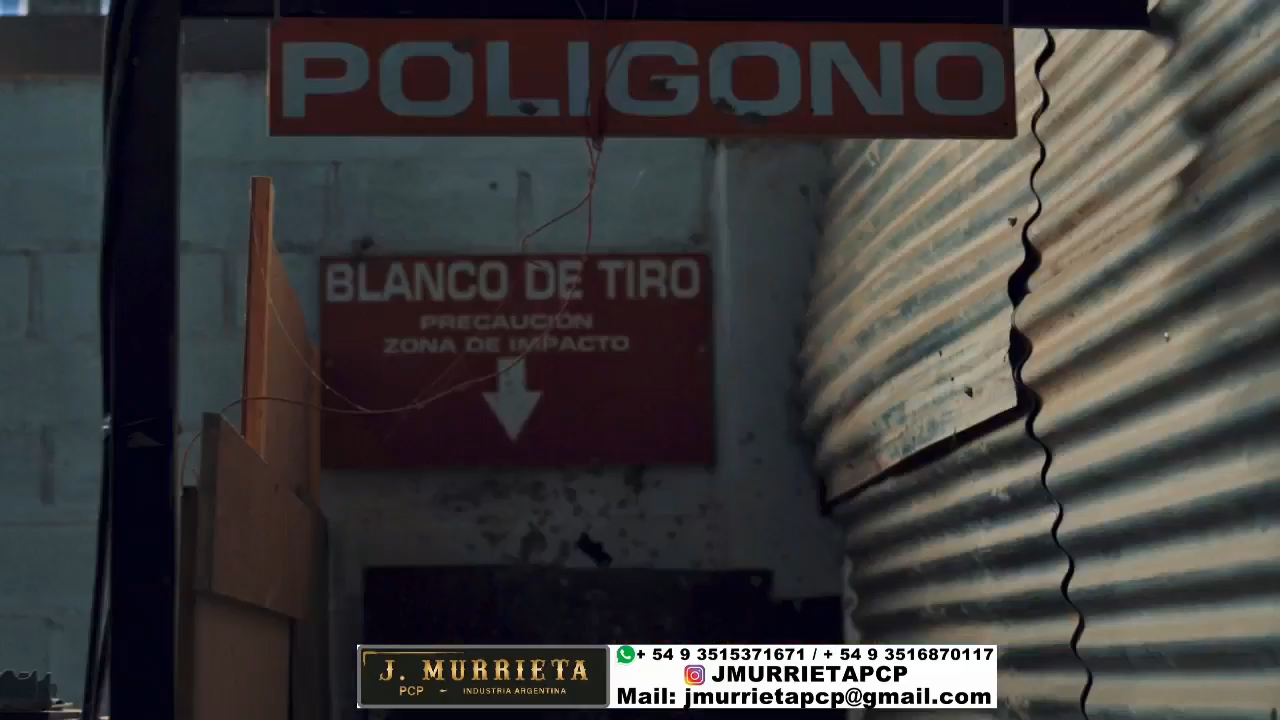 POLIGONO
BLANCO DE TIRO
PRECAUCIÓN
ZONA DE IMPACTO
J. MURRIETA
PCP INDUSTRIA ARGENTINA
+ 54 9 3515371671 / + 54 9 3516870117
JMURRIETAPCP
Mail: jmurrietapcp@gmail.com